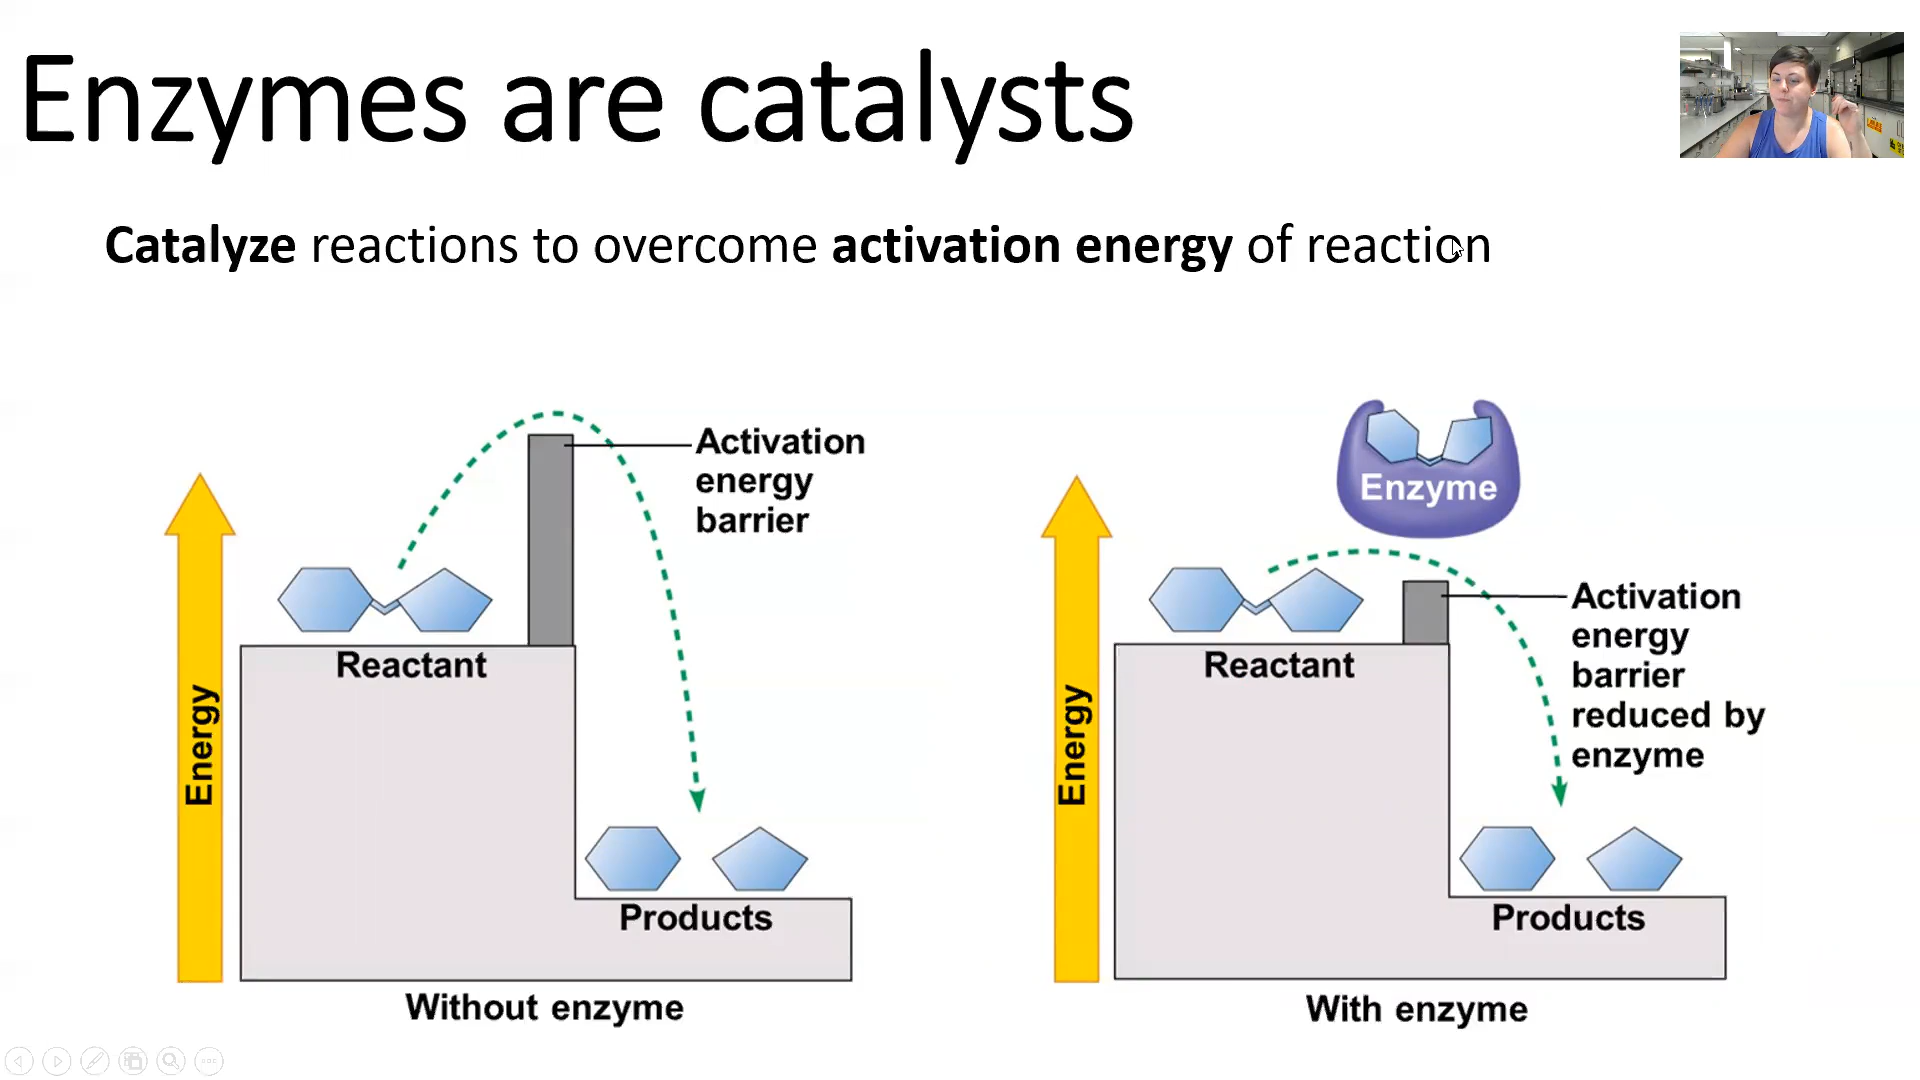 Enzymes are catalysts
Catalyze reactions to overcome activation energy of reaction
Activation
energy
barrier
Energy
Reactant
Products
Without enzyme
Enzyme
Activation
energy
barrier
reduced by
enzyme
Energy
Reactant
Products
With enzyme